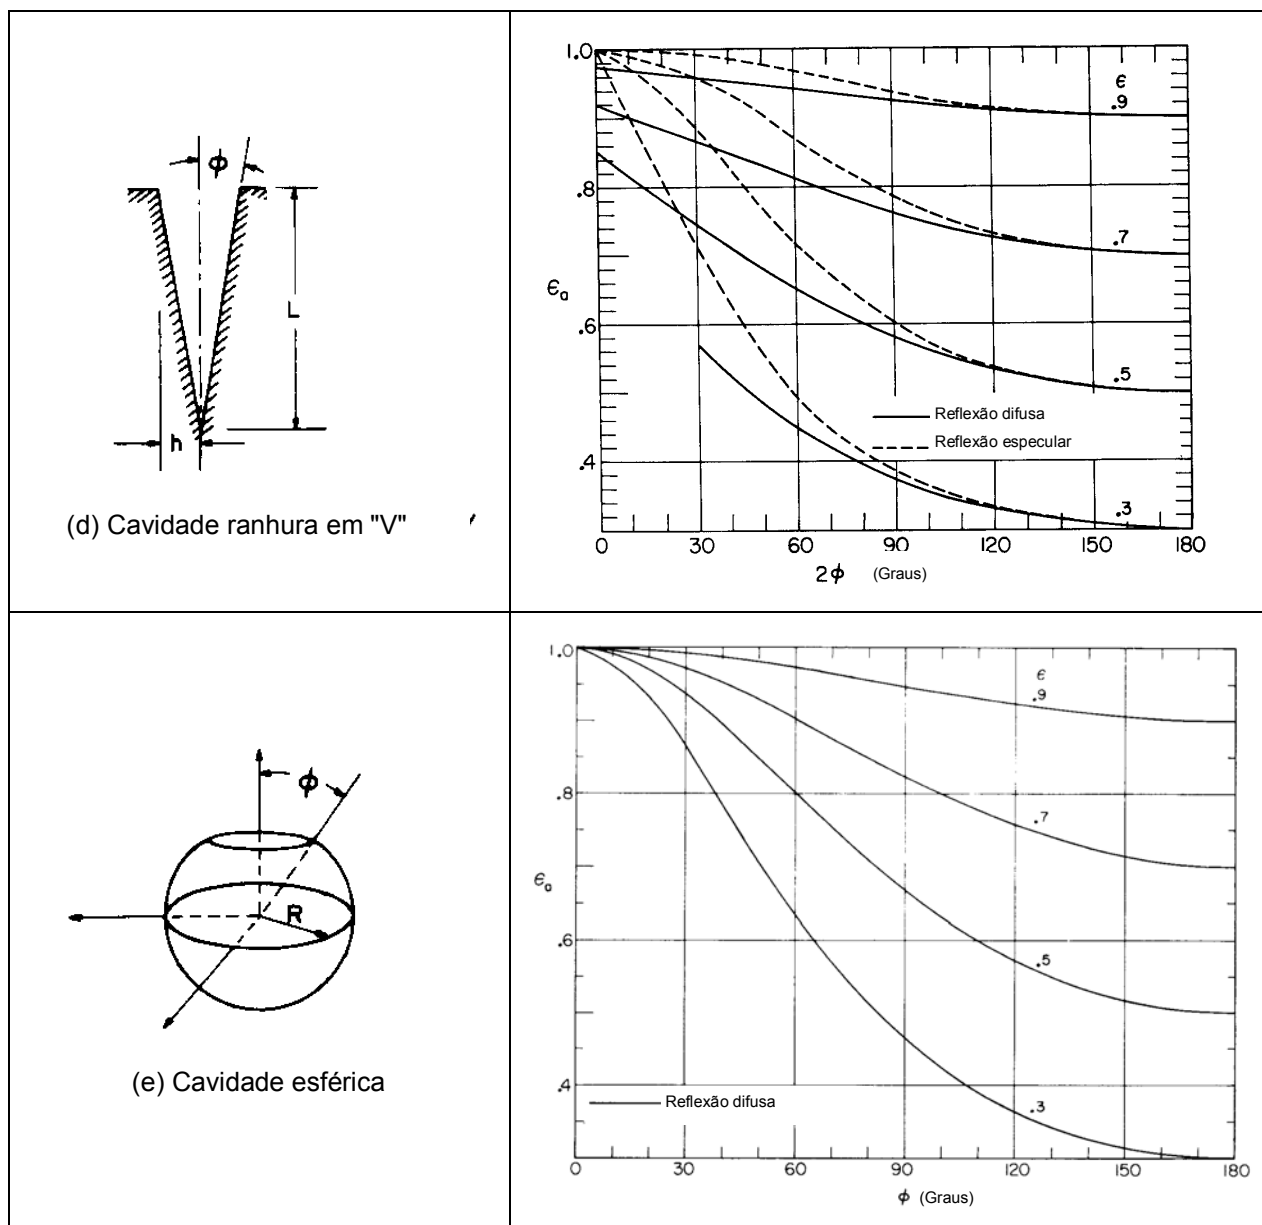 ϕ
L
h
(d) Cavidade ranhura em "V"
1.0
.8
.6
.4
ϵa
ϵ
.9
.7
.5
.3
Reflexão difusa
Reflexão especular
0 30 60 90 120 150 180
2ϕ (Graus)
ϕ
R
(e) Cavidade esférica
1.0
.8
.6
.4
ϵa
ϵ
.9
.7
.5
.3
Reflexão difusa
0 30 60 90 120 150 180
ϕ (Graus)